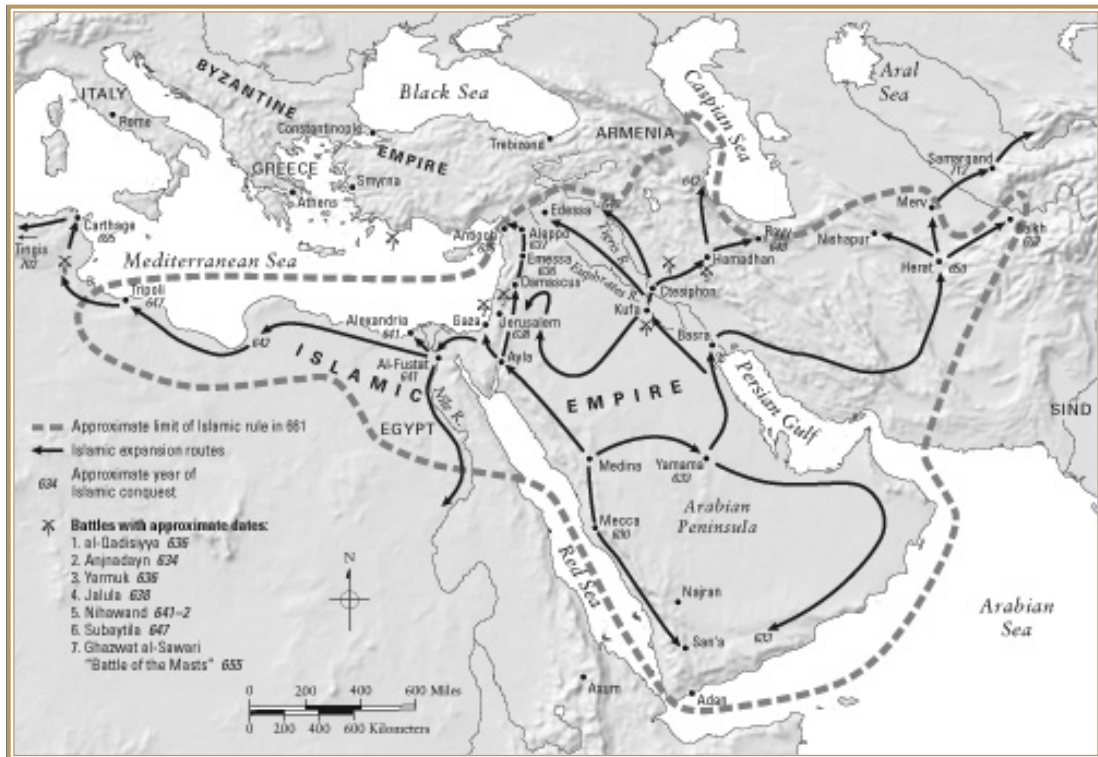 BYZANTINE
EMPIRE
ITALY
Rome
Black Sea
Constantinople
Trebizond
ARMENIA
Caspian Sea
Aral
Sea
GREECE
Athens
Smyrna
Samarqand
712
Merv
Balkh
Nishapur
Herat
Rayy
Hamadhan
Edessa
Tigris R.
Euphrates R.
Ctesiphon
Kufa
Basra
Antioch
Aleppo
637
Emessa
Damascus
Jerusalem
638
Gaza
Ayla
Carthage
695
Tingis
Mediterranean Sea
Tripoli
647
642
Alexandria
641
Al-Fustat
641
Nile R.
EGYPT
ISLAMIC
EMPIRE
Persian Gulf
SIND
Medina
Yamama
633
Mecca
630
Arabian
Peninsula
Red Sea
Najran
San'a
633
Adan
Axum
Arabian
Sea
Approximate limit of Islamic rule in 661
Islamic expansion routes
634 Approximate year of
Islamic conquest
Battles with approximate dates:
1. al-Qadisiyya 636
2. Anjnadayn 634
3. Yarmuk 636
4. Jalula 638
5. Nihawand 641–2
6. Subaytila 647
7. Ghazwat al-Sawari
"Battle of the Masts" 655
N
0 200 400 600 Miles
0 200 400 600 Kilometers